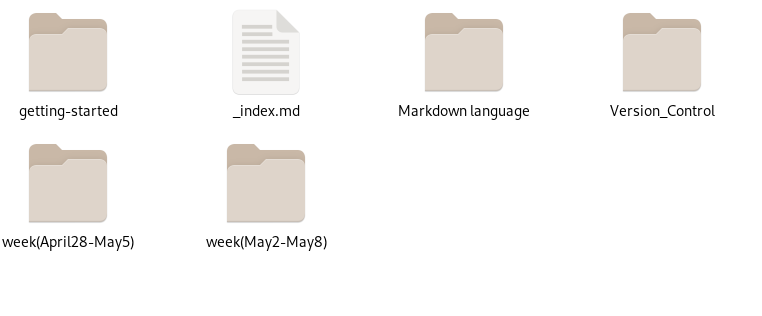 getting-started
_index.md
Markdown language
Version_Control
week(April28-May5)
week(May2-May8)